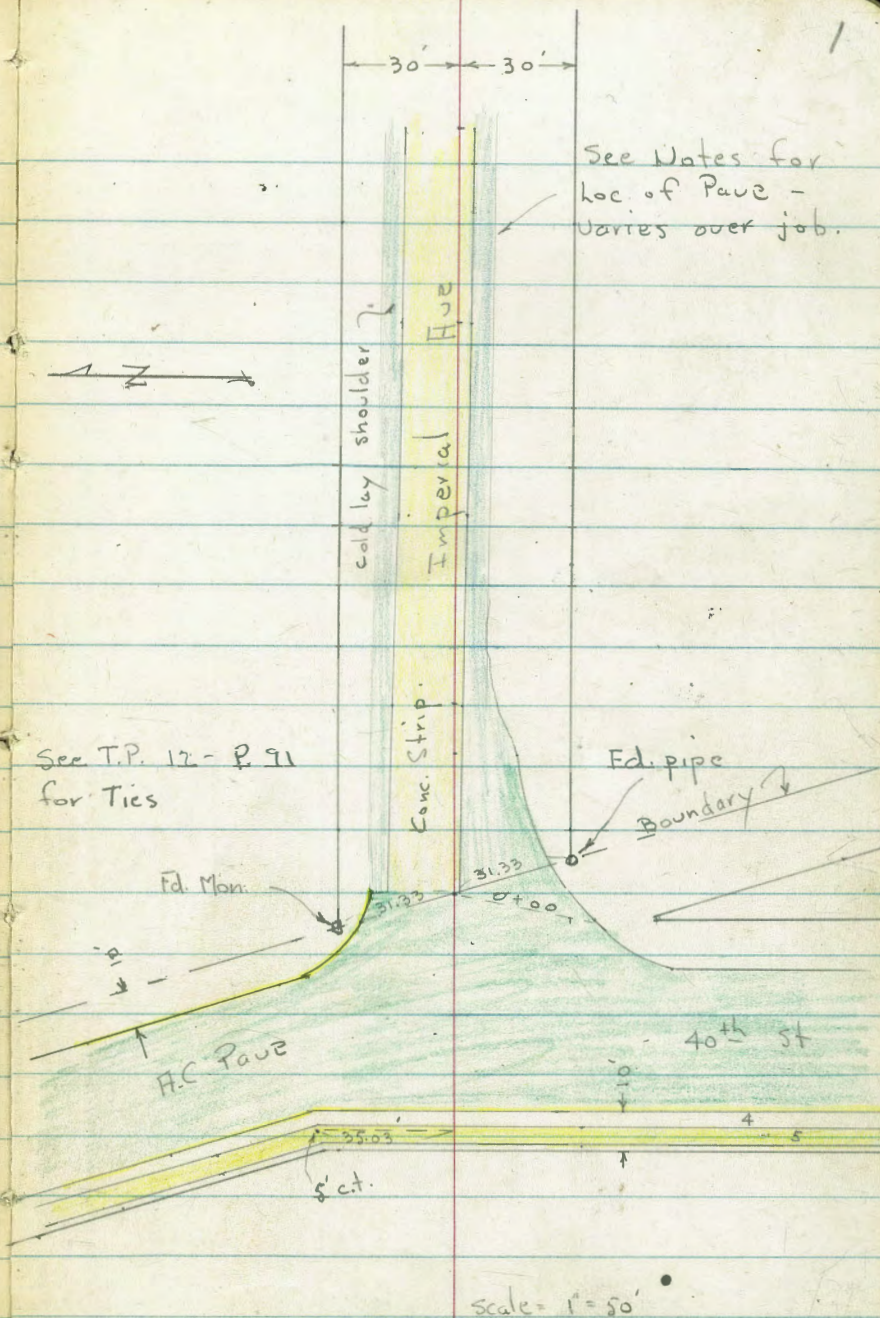 1
30' 30'
See Notes for
Loc. of Pave -
varies over job.
cold lay shoulder
Imperial Ave
N
Conc. Strip.
See T.P. 12 - P. 91
for Ties
Fd. pipe
Boundary
Fd. Mon.
31.33
31.33
0+00
A.C Pave
40th St
10'
4
5
35.03'
5' c.t.
Scale = 1" = 50'